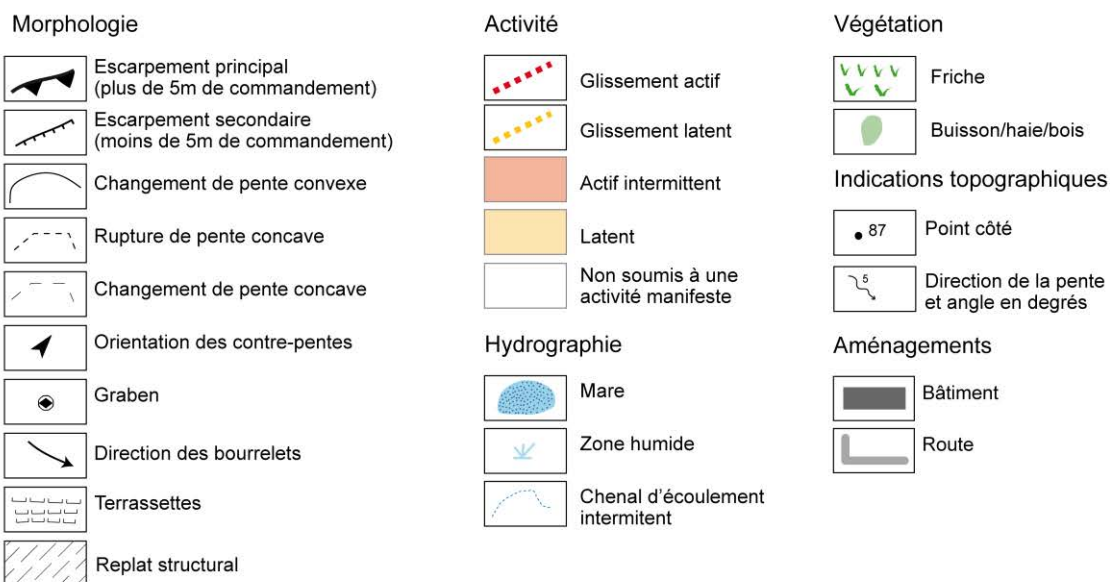 Morphologie
Escarpement principal
(plus de 5m de commandement)
Escarpement secondaire
(moins de 5m de commandement)
Changement de pente convexe
Rupture de pente concave
Changement de pente concave
Orientation des contre-pentes
Graben
Direction des bourrelets
Terrassettes
Replat structural
Activité
Glissement actif
Glissement latent
Actif intermittent
Latent
Non soumis à une
activité manifeste
Hydrographie
Mare
Zone humide
Chenal d'écoulement
intermitent
Végétation
Friche
Buisson/haie/bois
Indications topographiques
87
Point côté
5
Direction de la pente
et angle en degrés
Aménagements
Bâtiment
Route